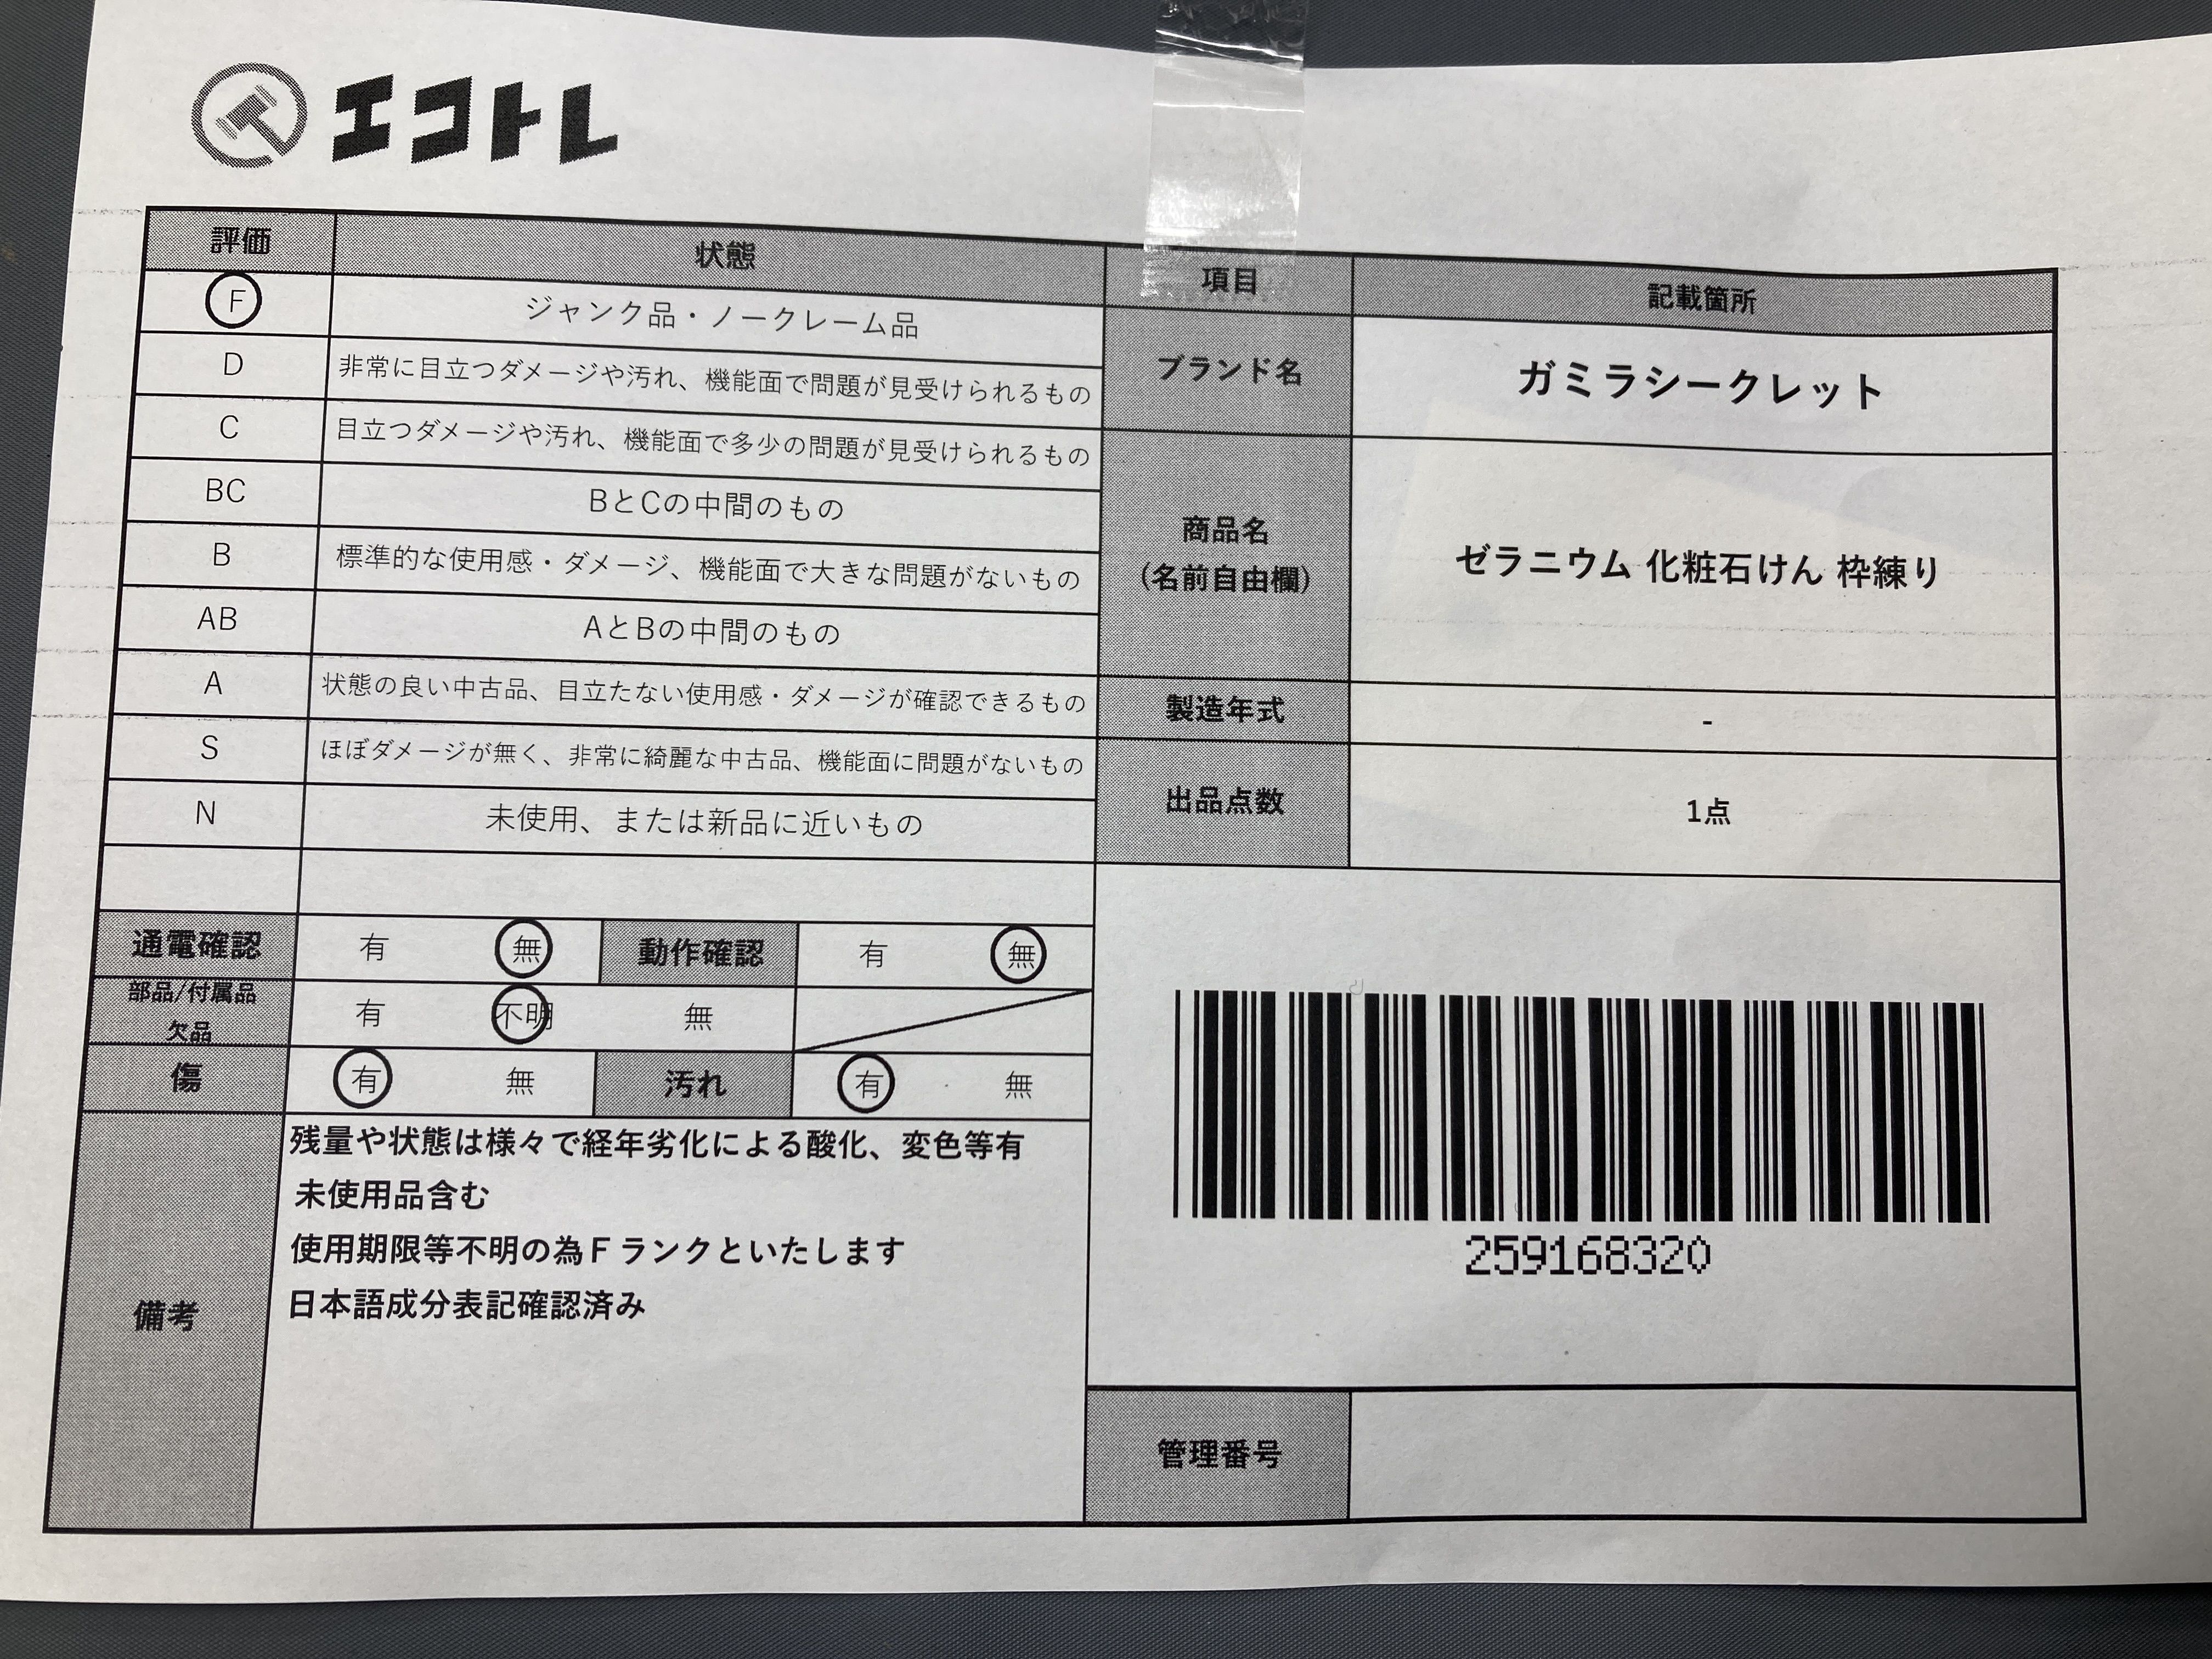 エコトレ
評価 状態
F ジャンク品・ノークレーム品
D 非常に目立つダメージや汚れ、機能面で問題が見受けられるもの
C 目立つダメージや汚れ、機能面で多少の問題が見受けられるもの
BC BとCの中間のもの
B 標準的な使用感・ダメージ、機能面で大きな問題がないもの
AB AとBの中間のもの
A 状態の良い中古品、目立たない使用感・ダメージが確認できるもの
S ほぼダメージが無く、非常に綺麗な中古品、機能面に問題がないもの
N 未使用、または新品に近いもの
通電確認 有 無 動作確認 有 無
部品/付属品
欠品 有 不明 無
傷 有 無 汚れ 有 無
備考
残量や状態は様々で経年劣化による酸化、変色等有
未使用品含む
使用期限等不明の為Fランクといたします
日本語成分表記確認済み
項目 記載箇所
ブランド名 ガミラシークレット
商品名
(名前自由欄) ゼラニウム 化粧石けん 枠練り
製造年式 -
出品点数 1点
259168320
管理番号